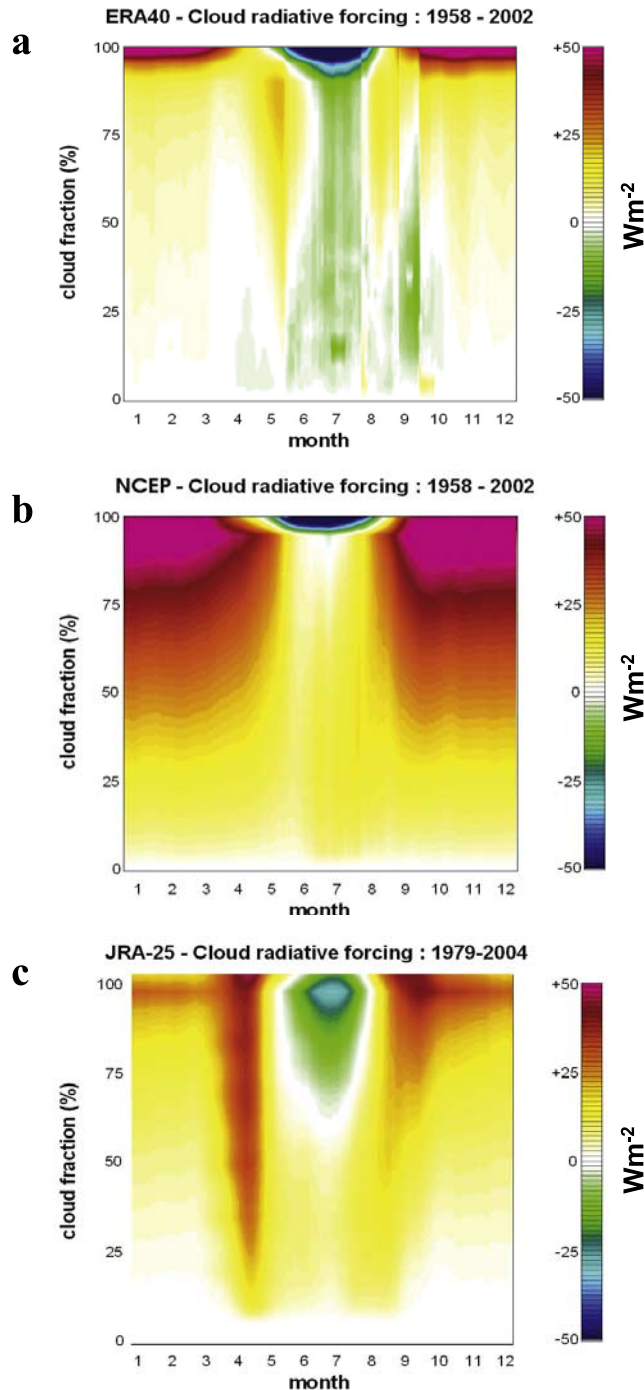 a
ERA40 - Cloud radiative forcing : 1958 - 2002
100
75
50
25
0
cloud fraction (%)
1 2 3 4 5 6 7 8 9 10 11 12
month
+50
+25
0
-25
-50
Wm-2
b
NCEP - Cloud radiative forcing : 1958 - 2002
100
75
50
25
0
cloud fraction (%)
1 2 3 4 5 6 7 8 9 10 11 12
month
+50
+25
0
-25
-50
Wm-2
c
JRA-25 - Cloud radiative forcing : 1979-2004
100
75
50
25
0
cloud fraction (%)
1 2 3 4 5 6 7 8 9 10 11 12
month
+50
+25
0
-25
-50
Wm-2